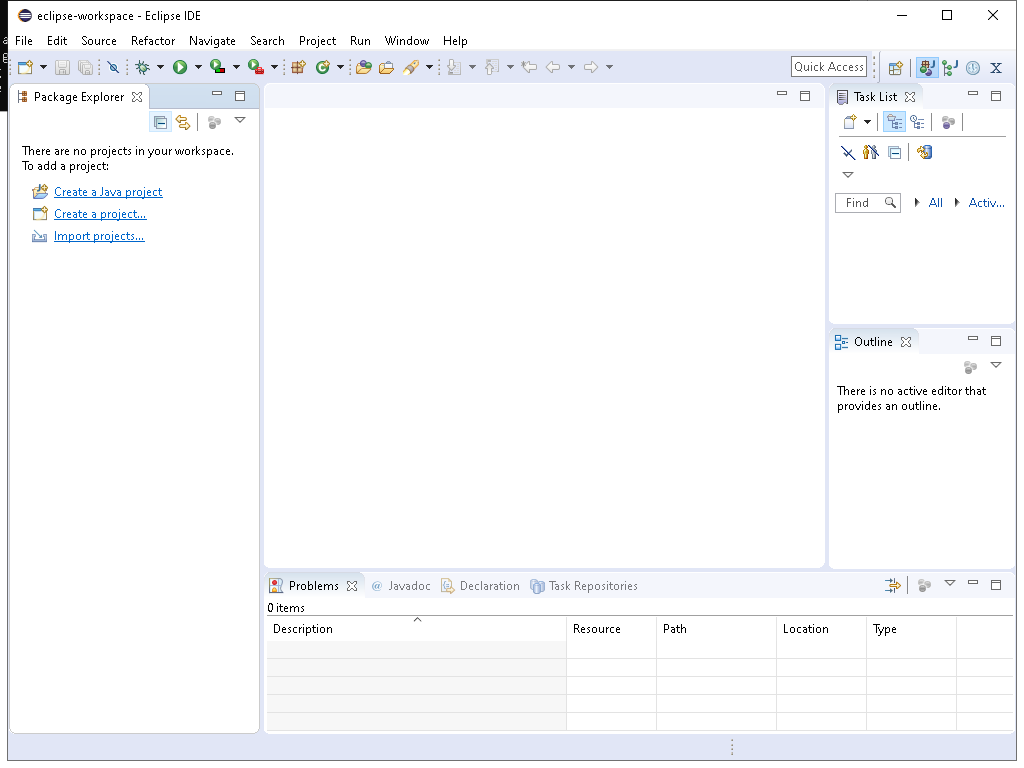 eclipse-workspace - Eclipse IDE
File Edit Source Refactor Navigate Search Project Run Window Help
Quick Access
Package Explorer
There are no projects in your workspace.
To add a project:
Create a Java project
Create a project...
Import projects...
Task List
Find All Activ...
Outline
There is no active editor that
provides an outline.
Problems @ Javadoc Declaration Task Repositories
0 items
Description Resource Path Location Type